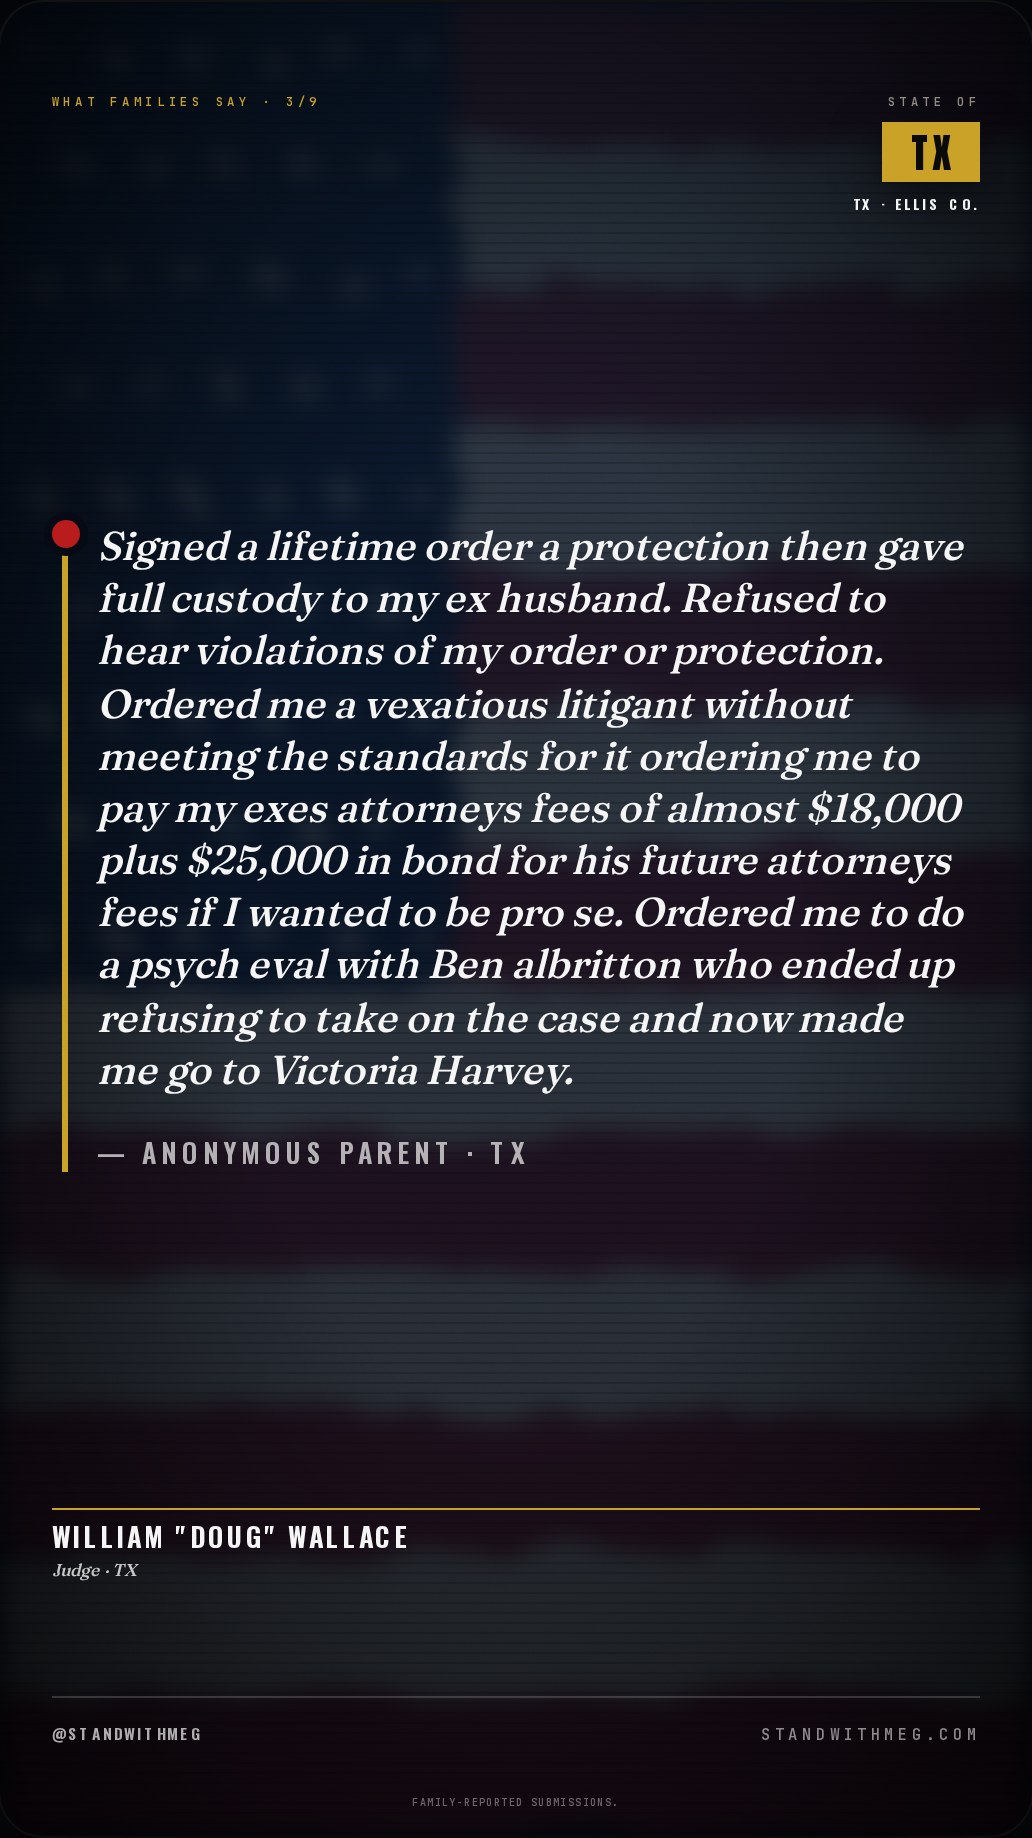 WHAT FAMILIES SAY · 3/9
STATE OF
TX
TX · ELLIS CO.
Signed a lifetime order a protection then gave
full custody to my ex husband. Refused to
hear violations of my order or protection.
Ordered me a vexatious litigant without
meeting the standards for it ordering me to
pay my exes attorneys fees of almost $18,000
plus $25,000 in bond for his future attorneys
fees if I wanted to be pro se. Ordered me to do
a psych eval with Ben albritton who ended up
refusing to take on the case and now made
me go to Victoria Harvey.
— ANONYMOUS PARENT · TX
WILLIAM "DOUG" WALLACE
Judge · TX
@STANDWITHMEG
STANDWITHMEG.COM
FAMILY-REPORTED SUBMISSIONS.